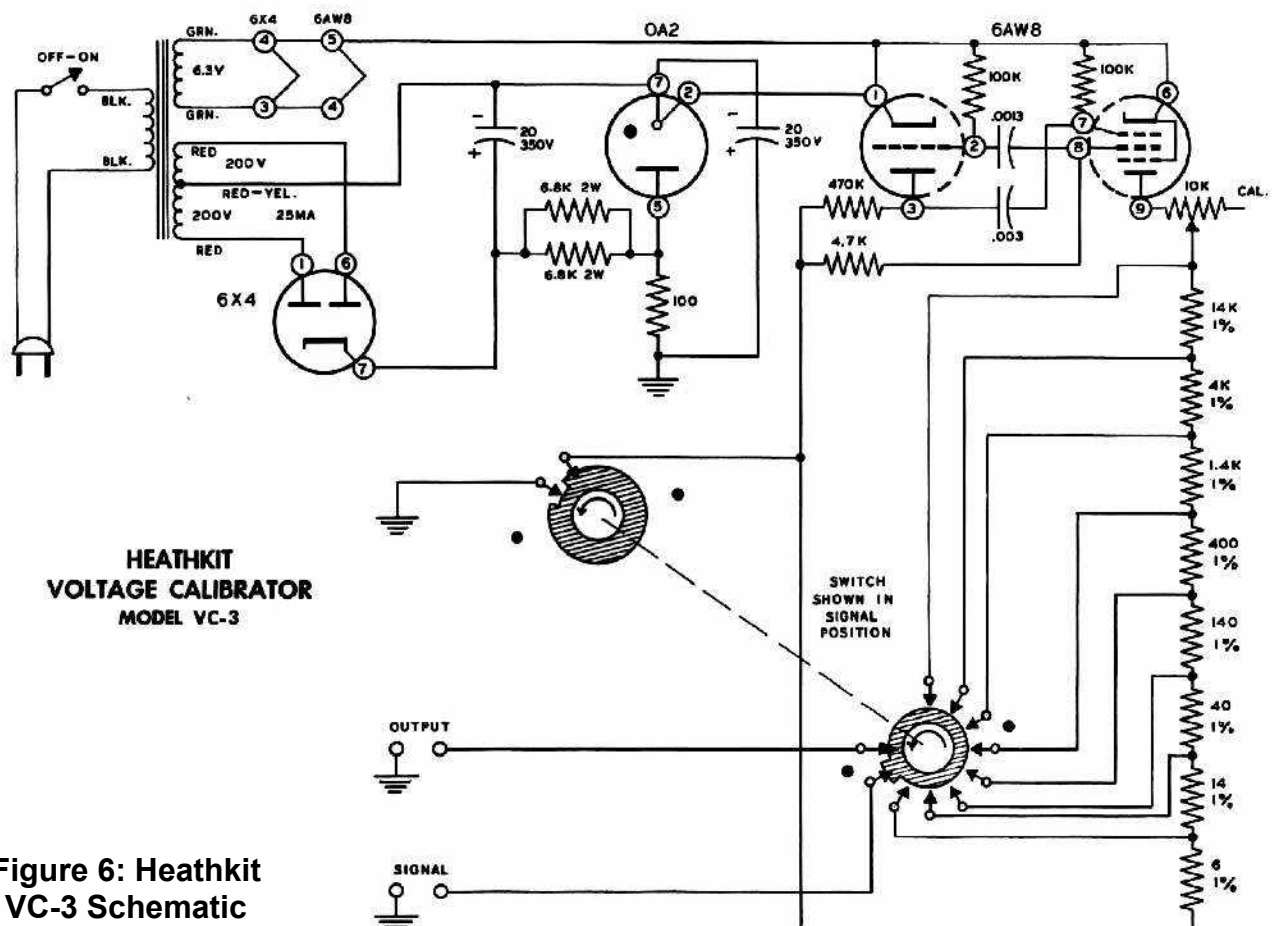 6X4
6AW8
OA2
6AW8
GRN.
4
5
OFF-ON
6.3V
BLK.
GRN.
3
4
BLK.
RED
200V
RED-YEL.
200V
25MA
RED
1
6
6X4
7
-
20
350V
+
7
2
-
20
350V
+
5
6.8K 2W
6.8K 2W
100
1
100K
2
3
.0013
.003
470K
4.7K
100K
6
7
8
9
10K
CAL.
14K
1%
4K
1%
1.4K
1%
400
1%
140
1%
40
1%
14
1%
6
1%
HEATHKIT
VOLTAGE CALIBRATOR
MODEL VC-3
SWITCH
SHOWN IN
SIGNAL
POSITION
OUTPUT
SIGNAL
Figure 6: Heathkit
VC-3 Schematic